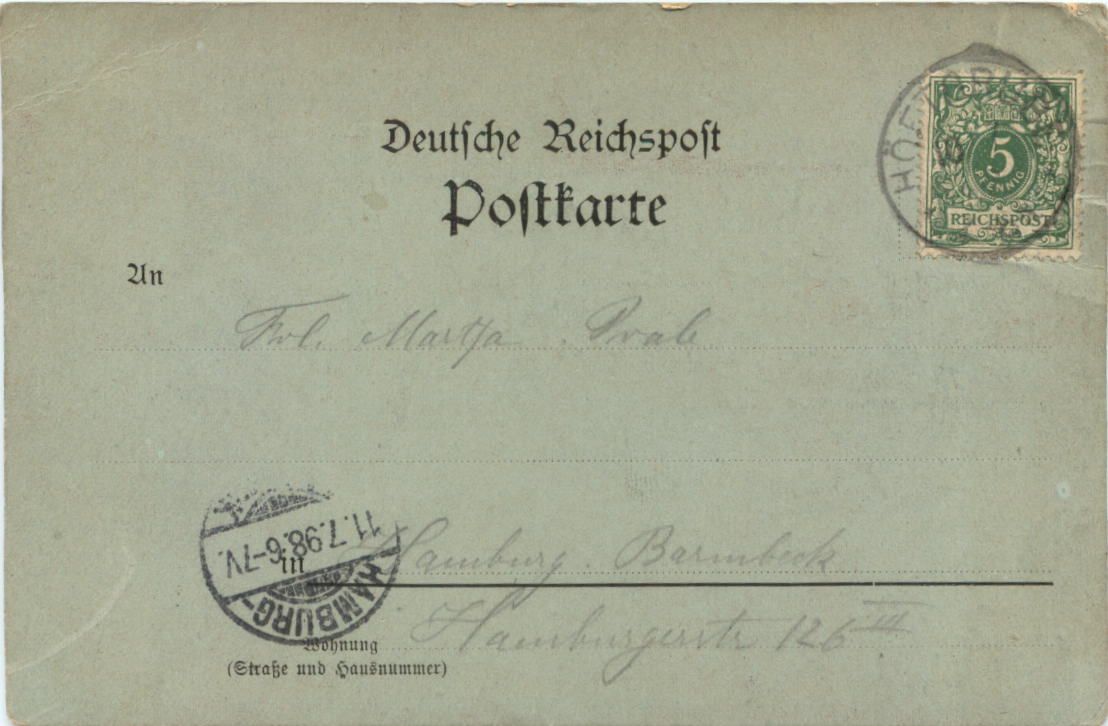 Deutsche Reichspost
Postkarte
5
PFENNIG
REICHSPOST
An
Frl. Martha
11.7.98.6-7V.
HAMBURG-
in
Hamburg Barmbeck
Hamburgerstr 126 III
Wohnung
(Straße und Hausnummer)